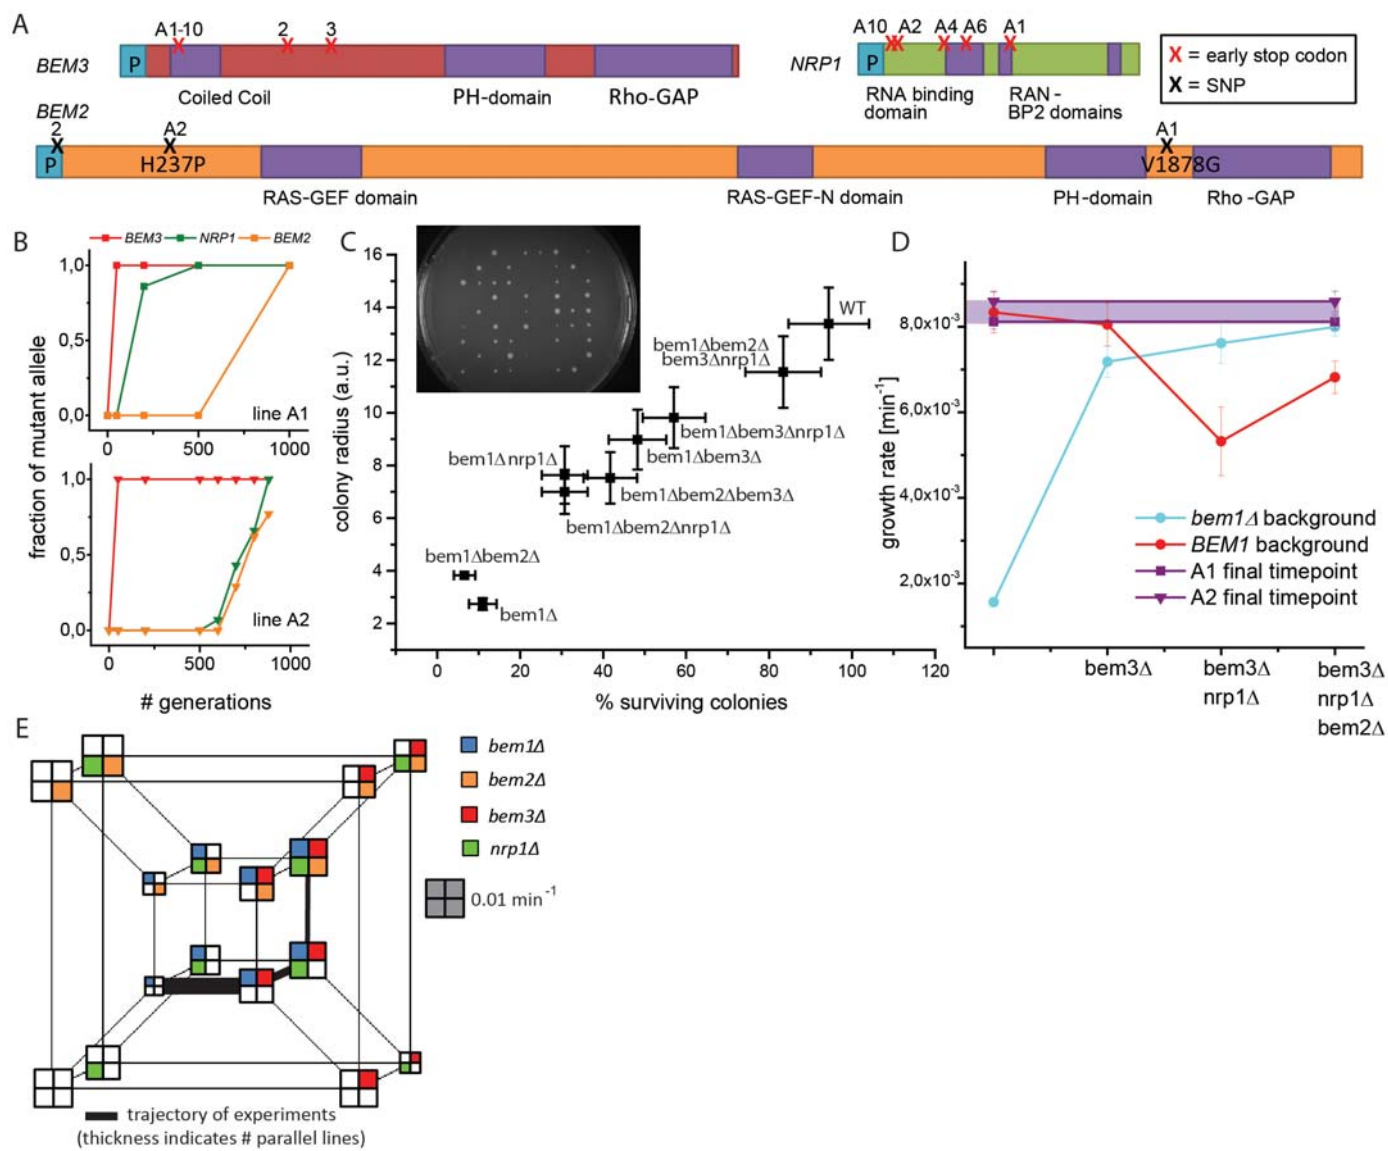 A
A1-10 2 3
BEM3 P
Coiled Coil PH-domain Rho-GAP
A10 A2 A4 A6 A1
NRP1 P
RNA binding domain
RAN - BP2 domains
X = early stop codon
X = SNP
BEM2
2 A2 A1
P H237P V1878G
RAS-GEF domain RAS-GEF-N domain PH-domain Rho -GAP
B
BEM3 NRP1 BEM2
fraction of mutant allele
1,0
0,5
0,0
line A1
0 500 1000
1,0
0,5
0,0
line A2
0 500 1000
# generations
C
colony radius (a.u.)
16
14
12
10
8
6
4
2
WT
bem1Δbem2Δ
bem3Δnrp1Δ
bem1Δbem3Δnrp1Δ
bem1Δbem3Δ
bem1Δnrp1Δ
bem1Δbem2Δbem3Δ
bem1Δbem2Δnrp1Δ
bem1Δbem2Δ
bem1Δ
0 20 40 60 80 100 120
% surviving colonies
D
growth rate [min⁻¹]
8,0x10⁻³
6,0x10⁻³
4,0x10⁻³
2,0x10⁻³
bem1Δ background
BEM1 background
A1 final timepoint
A2 final timepoint
bem3Δ bem3Δ bem3Δ
nrp1Δ nrp1Δ
bem2Δ
E
bem1Δ
bem2Δ
bem3Δ
nrp1Δ
0.01 min⁻¹
trajectory of experiments
(thickness indicates # parallel lines)